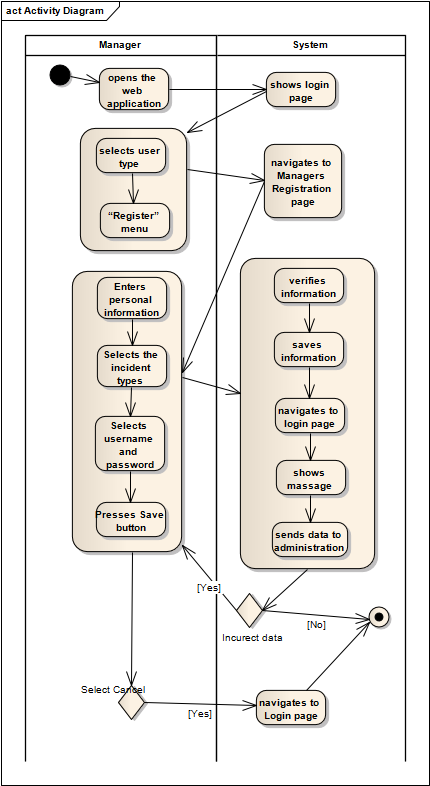 act Activity Diagram
Manager
System
opens the
web
application
shows login
page
selects user
type
"Register"
menu
navigates to
Managers
Registration
page
Enters
personal
information
Selects the
incident
types
Selects
username
and
password
Presses Save
button
verifies
information
saves
information
navigates to
login page
shows
massage
sends data to
administration
[Yes]
Incurect data
[No]
Select Cancel
[Yes]
navigates to
Login page